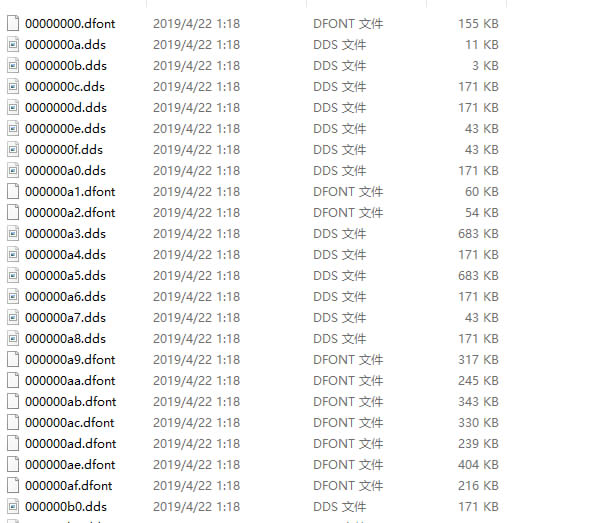 00000000.dfont 2019/4/22 1:18 DFONT 文件 155 KB
0000000a.dds 2019/4/22 1:18 DDS 文件 11 KB
0000000b.dds 2019/4/22 1:18 DDS 文件 3 KB
0000000c.dds 2019/4/22 1:18 DDS 文件 171 KB
0000000d.dds 2019/4/22 1:18 DDS 文件 171 KB
0000000e.dds 2019/4/22 1:18 DDS 文件 43 KB
0000000f.dds 2019/4/22 1:18 DDS 文件 43 KB
000000a0.dds 2019/4/22 1:18 DDS 文件 171 KB
000000a1.dfont 2019/4/22 1:18 DFONT 文件 60 KB
000000a2.dfont 2019/4/22 1:18 DFONT 文件 54 KB
000000a3.dds 2019/4/22 1:18 DDS 文件 683 KB
000000a4.dds 2019/4/22 1:18 DDS 文件 171 KB
000000a5.dds 2019/4/22 1:18 DDS 文件 683 KB
000000a6.dds 2019/4/22 1:18 DDS 文件 171 KB
000000a7.dds 2019/4/22 1:18 DDS 文件 43 KB
000000a8.dds 2019/4/22 1:18 DDS 文件 171 KB
000000a9.dfont 2019/4/22 1:18 DFONT 文件 317 KB
000000aa.dfont 2019/4/22 1:18 DFONT 文件 245 KB
000000ab.dfont 2019/4/22 1:18 DFONT 文件 343 KB
000000ac.dfont 2019/4/22 1:18 DFONT 文件 330 KB
000000ad.dfont 2019/4/22 1:18 DFONT 文件 239 KB
000000ae.dfont 2019/4/22 1:18 DFONT 文件 404 KB
000000af.dfont 2019/4/22 1:18 DFONT 文件 216 KB
000000b0.dds 2019/4/22 1:18 DDS 文件 171 KB